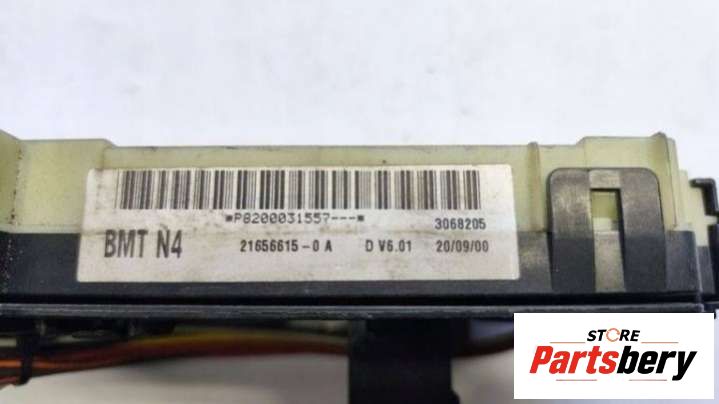 *P8200031557---*
3068205
BMT N4
21656615-0 A D V6.01 20/09/00
STORE
Partsbery